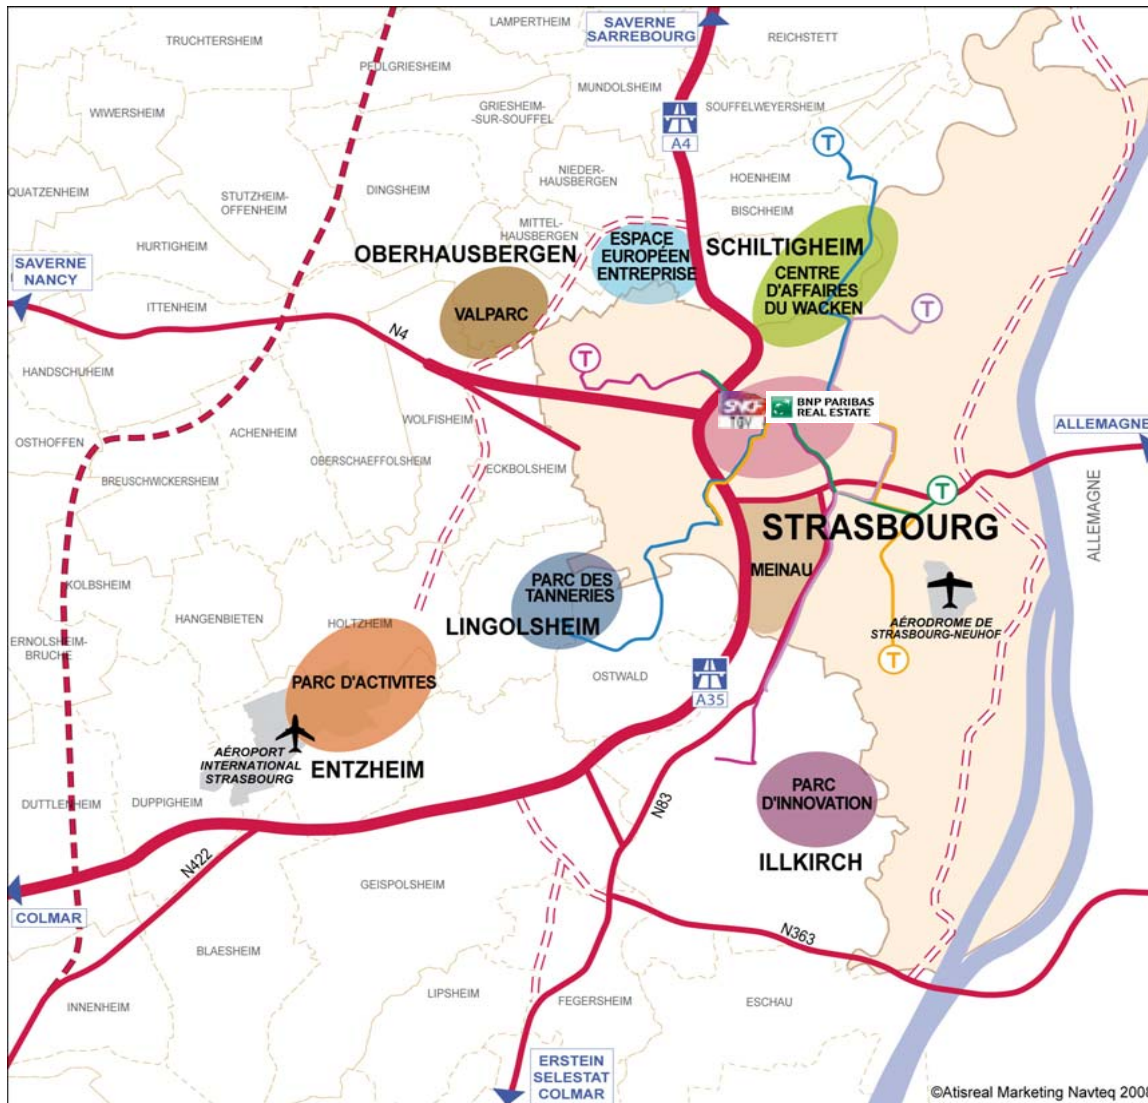 LAMPERTHEIM
SAVERNE
SARREBOURG
REICHSTETT
TRUCHTERSHEIM
PFULGRIESHEIM
MUNDOLSHEIM
WIWERSHEIM
GRIESHEIM-
-SUR-SOUFFEL
SOUFFELWEYERSHEIM
A4
T
NIEDER-
HAUSBERGEN
HOENHEIM
QUATZENHEIM
STUTZHEIM-
OFFENHEIM
DINGSHEIM
BISCHHEIM
MITTEL-
HAUSBERGEN
HURTIGHEIM
OBERHAUSBERGEN
ESPACE
EUROPÉEN
ENTREPRISE
SCHILTIGHEIM
CENTRE
D'AFFAIRES
DU WACKEN
SAVERNE
NANCY
ITTENHEIM
VALPARC
T
N4
T
HANDSCHUHEIM
SNCF
TGV
BNP PARIBAS
REAL ESTATE
WOLFISHEIM
ALLEMAGNE
OSTHOFFEN
ACHENHEIM
OBERSCHAEFFOLSHEIM
ECKBOLSHEIM
BREUSCHWICKERSHEIM
T
ALLEMAGNE
STRASBOURG
MEINAU
KOLBSHEIM
PARC DES
TANNERIES
HANGENBIETEN
HOLTZHEIM
LINGOLSHEIM
AÉRODROME DE
STRASBOURG-NEUHOF
ERNOLSHEIM-
BRUCHE
T
OSTWALD
PARC D'ACTIVITES
A35
AÉROPORT
INTERNATIONAL
STRASBOURG
ENTZHEIM
PARC
D'INNOVATION
DUTTLENHEIM
DUPPIGHEIM
N83
N422
ILLKIRCH
GEISPOLSHEIM
COLMAR
N363
BLAESHEIM
LIPSHEIM
FEGERSHEIM
ESCHAU
INNENHEIM
ERSTEIN
SELESTAT
COLMAR
©Atisreal Marketing Navteq 200